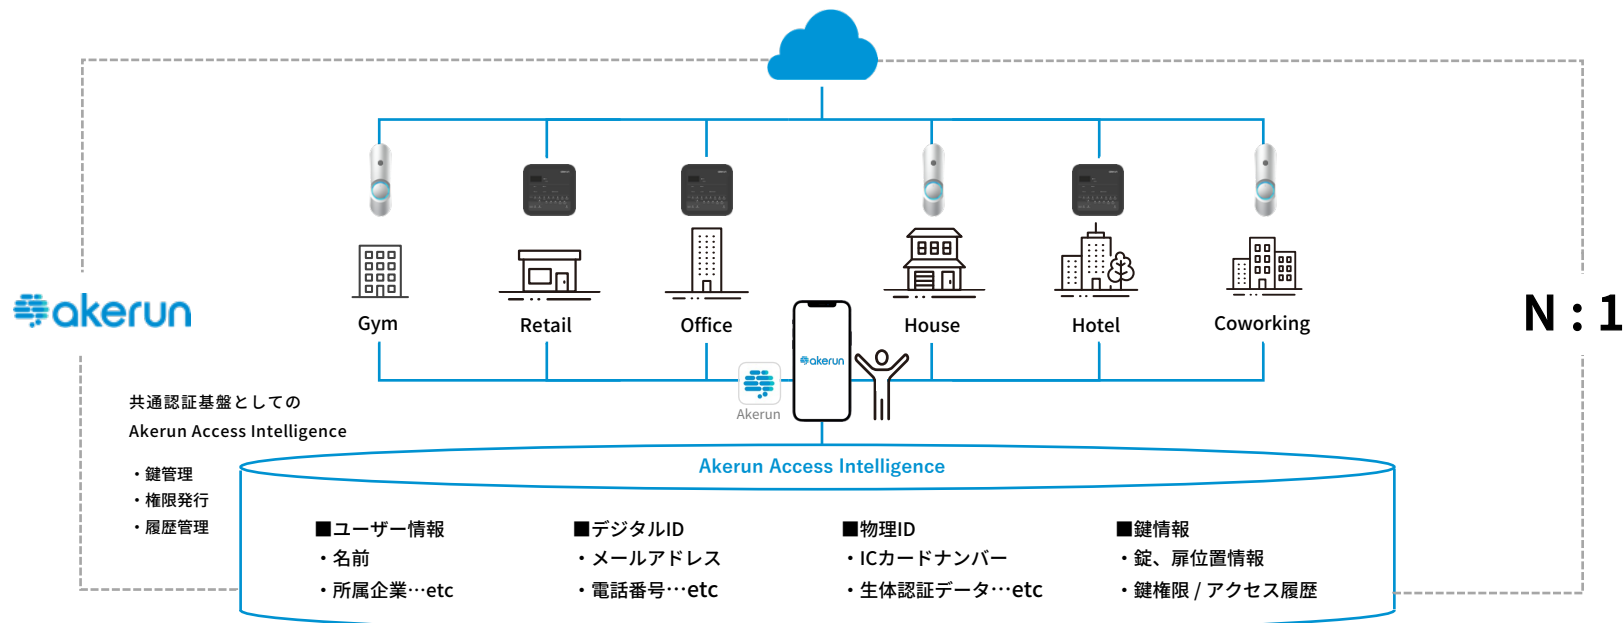 akerun
Gym
Retail
Office
House
Hotel
Coworking
N : 1
akerun
Akerun
共通認証基盤としての
Akerun Access Intelligence
・鍵管理
・権限発行
・履歴管理
Akerun Access Intelligence
■ユーザー情報
・名前
・所属企業…etc
■デジタルID
・メールアドレス
・電話番号…etc
■物理ID
・ICカードナンバー
・生体認証データ…etc
■鍵情報
・錠、扉位置情報
・鍵権限 / アクセス履歴